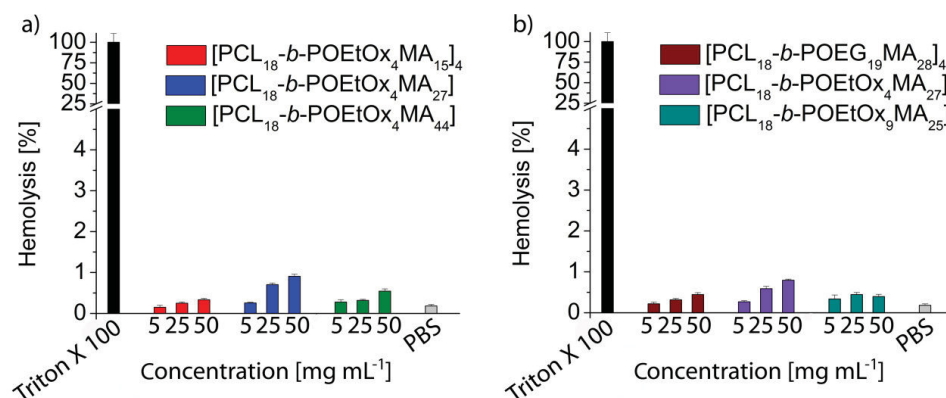 a)
100
75
50
25
4
3
2
1
0
Hemolysis [%]
[PCL18-b-POEtOx4MA15]4
[PCL18-b-POEtOx4MA27]
[PCL18-b-POEtOx4MA44]
Triton X 100
5 25 50
5 25 50
5 25 50
PBS
Concentration [mg mL-1]
b)
100
75
50
25
4
3
2
1
0
Hemolysis [%]
[PCL18-b-POEG19MA28]4
[PCL18-b-POEtOx4MA27]
[PCL18-b-POEtOx9MA25
Triton X 100
5 25 50
5 25 50
5 25 50
PBS
Concentration [mg mL-1]